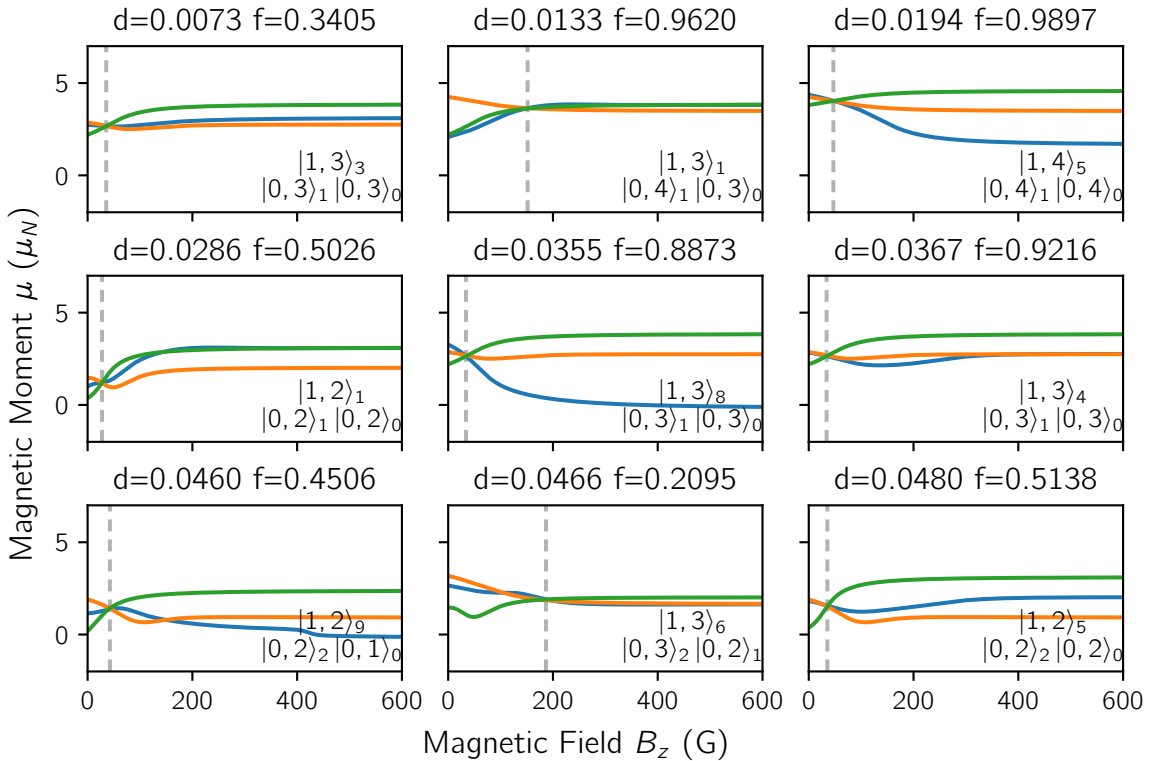 d=0.0073 f=0.3405
d=0.0133 f=0.9620
d=0.0194 f=0.9897
5
0
|1, 3⟩₃
|0, 3⟩₁ |0, 3⟩₀
|1, 3⟩₁
|0, 4⟩₁ |0, 3⟩₀
|1, 4⟩₅
|0, 4⟩₁ |0, 4⟩₀
d=0.0286 f=0.5026
d=0.0355 f=0.8873
d=0.0367 f=0.9216
Magnetic Moment μ (μ_N)
5
0
|1, 2⟩₁
|0, 2⟩₁ |0, 2⟩₀
|1, 3⟩₈
|0, 3⟩₁ |0, 3⟩₀
|1, 3⟩₄
|0, 3⟩₁ |0, 3⟩₀
d=0.0460 f=0.4506
d=0.0466 f=0.2095
d=0.0480 f=0.5138
5
0
|1, 2⟩₉
|0, 2⟩₂ |0, 1⟩₀
|1, 3⟩₆
|0, 3⟩₂ |0, 2⟩₁
|1, 2⟩₅
|0, 2⟩₂ |0, 2⟩₀
0 200 400 600
0 200 400 600
0 200 400 600
Magnetic Field B_z (G)